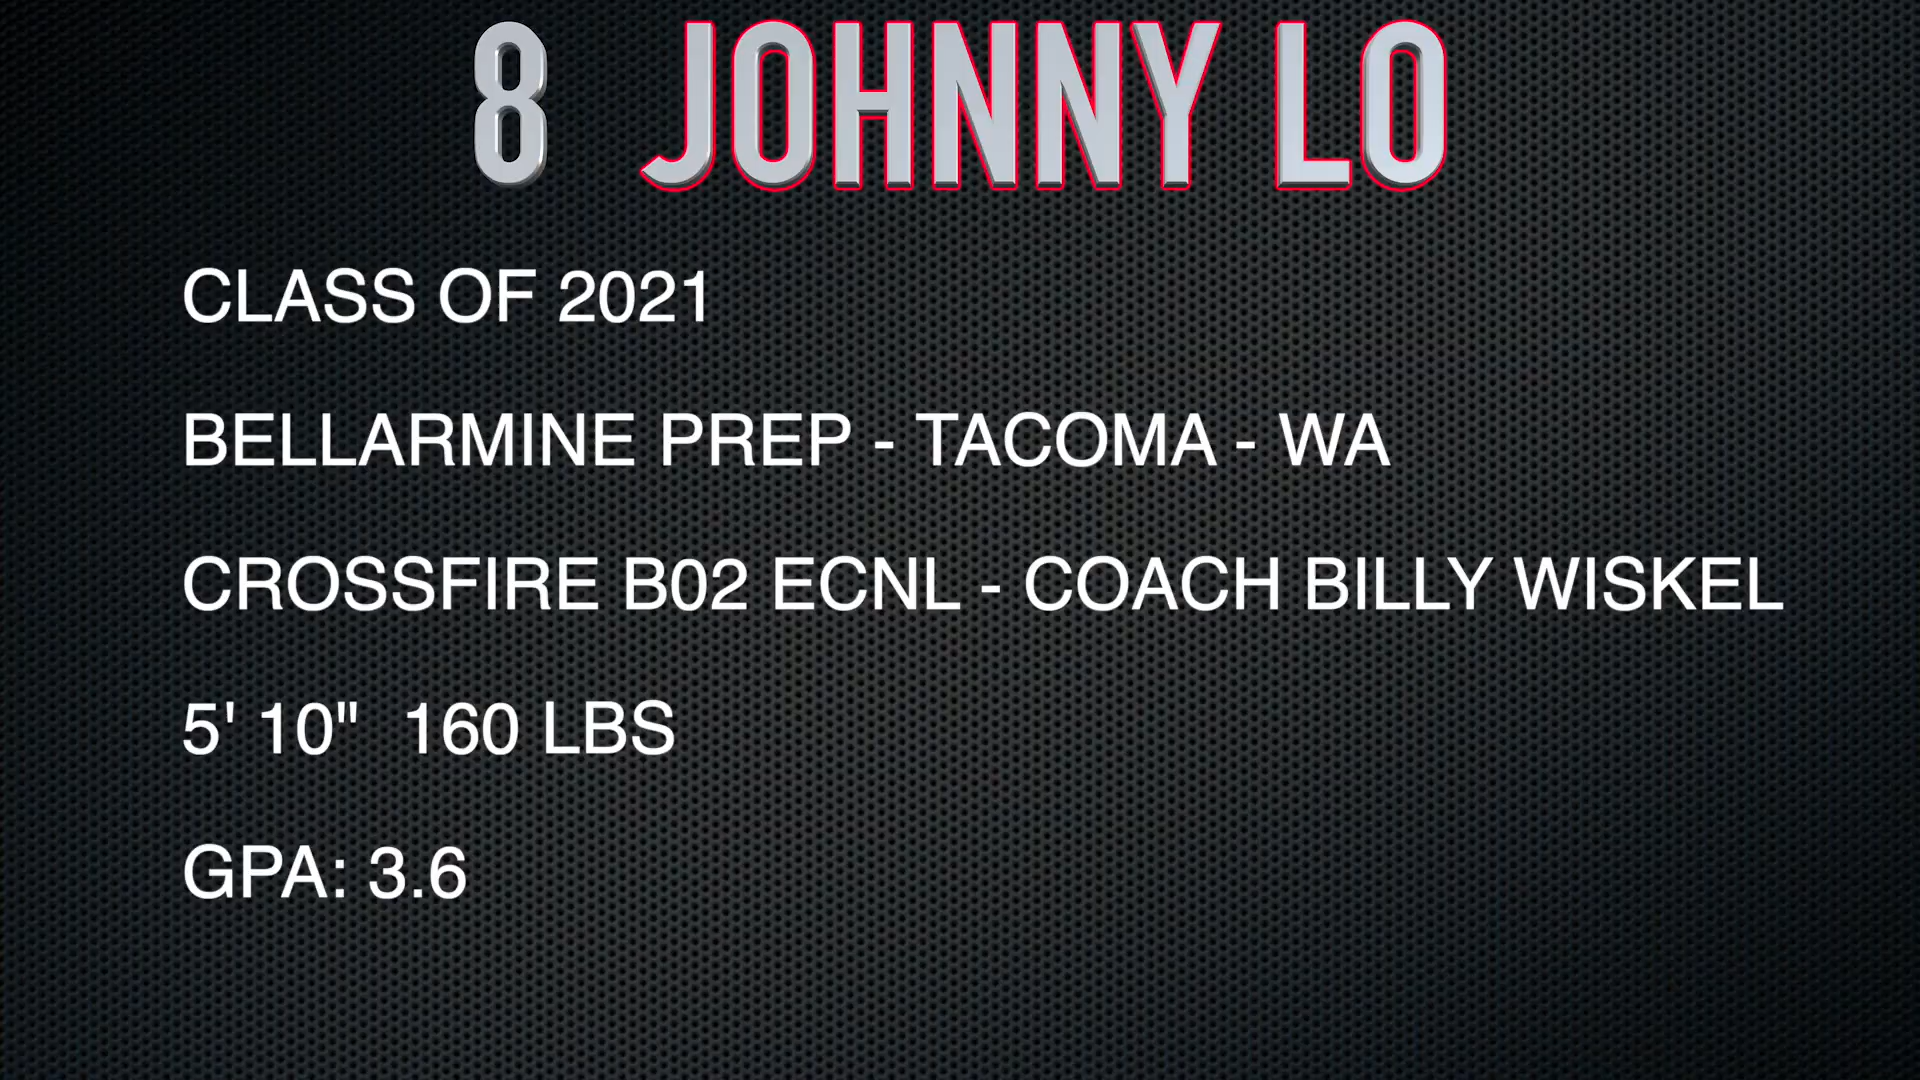 8 JOHNNY LO
CLASS OF 2021
BELLARMINE PREP - TACOMA - WA
CROSSFIRE B02 ECNL - COACH BILLY WISKEL
5' 10" 160 LBS
GPA: 3.6